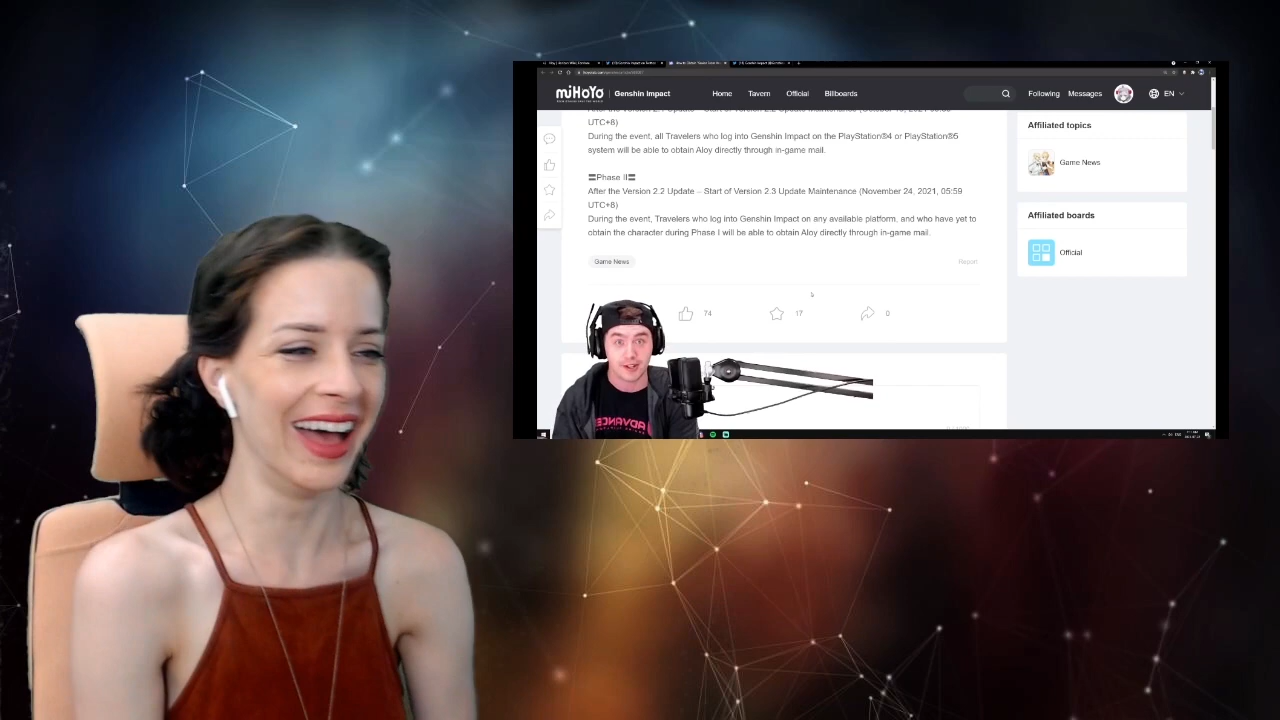 miHoYo
Genshin Impact
Home
Tavern
Official
Billboards
Following
Messages
EN
UTC+8)
During the event, all Travelers who log into Genshin Impact on the PlayStation®4 or PlayStation®5
system will be able to obtain Aloy directly through in-game mail.
〓Phase II〓
After the Version 2.2 Update – Start of Version 2.3 Update Maintenance (November 24, 2021, 05:59
UTC+8)
During the event, Travelers who log into Genshin Impact on any available platform, and who have yet to
obtain the character during Phase I will be able to obtain Aloy directly through in-game mail.
Game News
Report
74
17
0
Affiliated topics
Game News
Affiliated boards
Official
ADVANCE